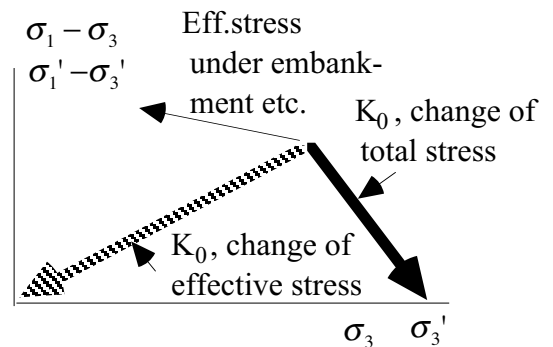 σ₁ − σ₃
σ₁' − σ₃'
Eff.stress
under embank-
ment etc.
K₀ , change of
total stress
K₀ , change of
effective stress
σ₃ σ₃'